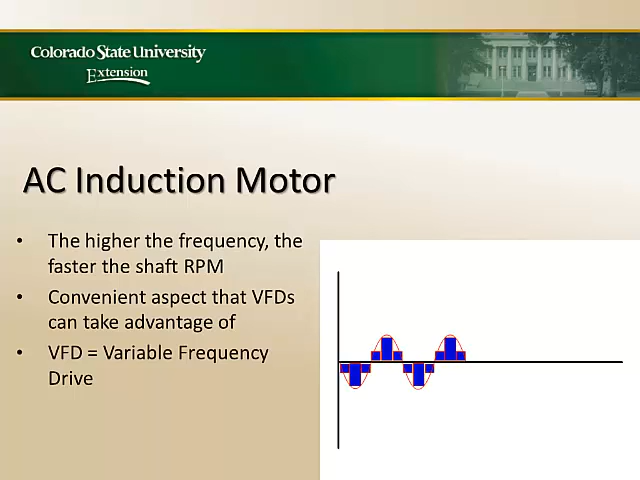 Colorado State University
Extension
AC Induction Motor
• The higher the frequency, the
faster the shaft RPM
• Convenient aspect that VFDs
can take advantage of
• VFD = Variable Frequency
Drive